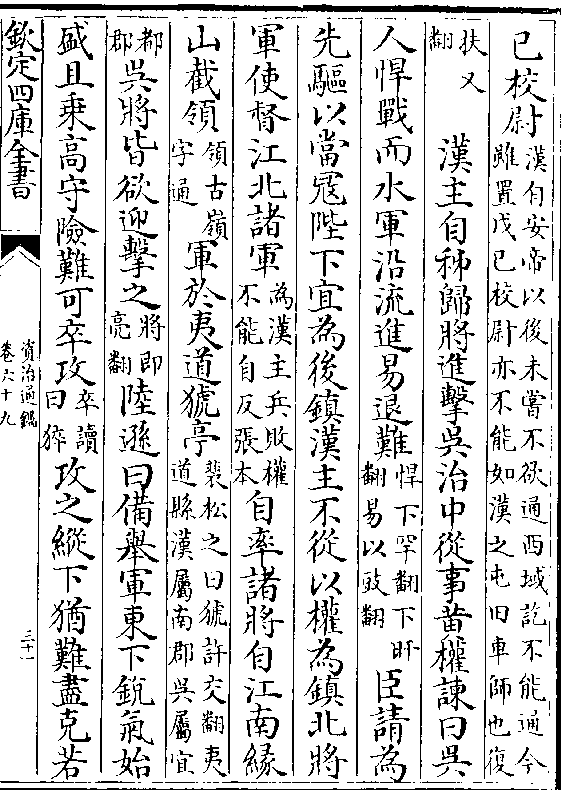 已校尉漢自安帝以後未嘗不欲通西域訖不能通今雖置戊已校尉亦不能如漢之屯旧車師也復
扶又翻漢主自秭歸將進擊吳治中從事黃權諫曰吳
人悍戰而水軍沿流進易退難悍下罕翻下旰翻易以豉翻臣請為
先驅以當寇陛下宜為後鎮漢主不從以權為鎮北將
軍使督江北諸軍為漢主兵敗權不能自反張本自率諸將自江南緣
山截領領古嶺字通軍於夷道猇亭裴松之曰猇許交翻夷道縣漢屬南郡吳屬宜
都郡吳將皆欲迎擊之將即亮翻陸遜曰備舉軍東下銳氣始
盛且乘高守險難可卒攻卒讀曰猝攻之縱下猶難盡克若
欽定四庫全書
資治通鑑
卷六十九
三十一